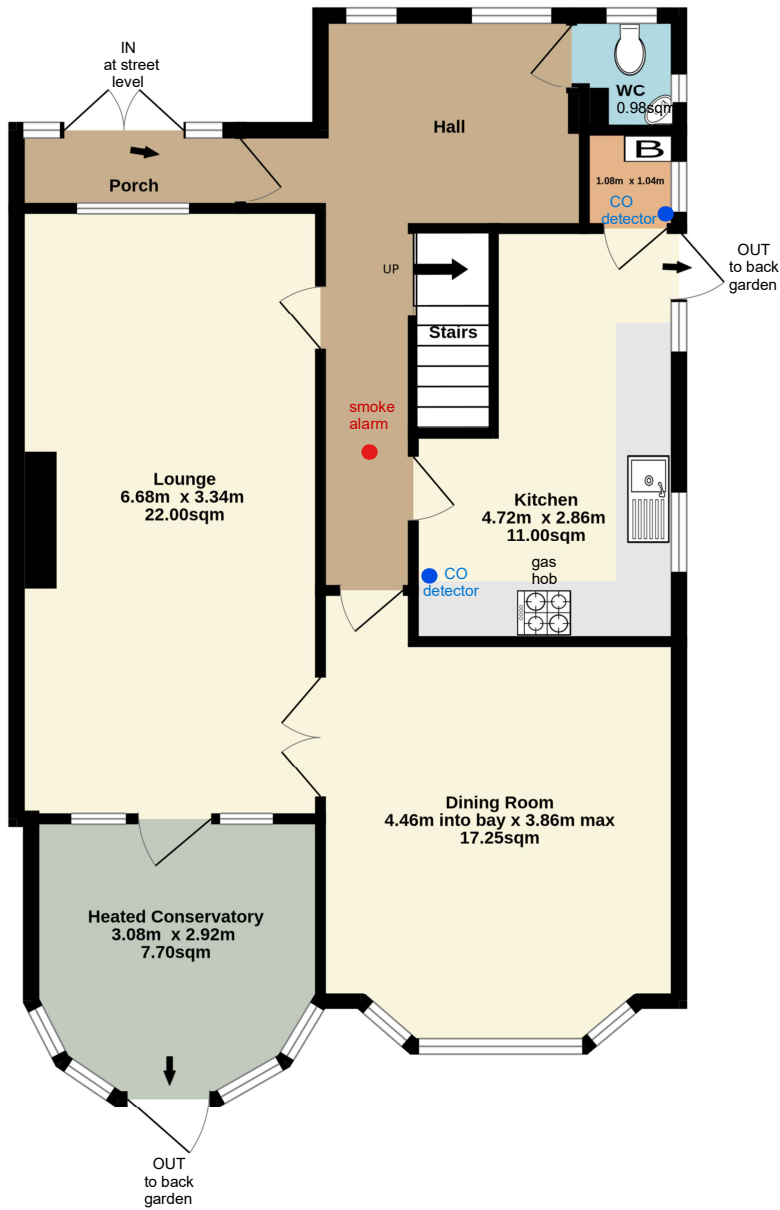 IN
at street
level
Porch
Hall
WC
0.98sqm
B
1.08m x 1.04m
CO
detector
OUT
to back
garden
UP
Stairs
smoke
alarm
Lounge
6.68m x 3.34m
22.00sqm
Kitchen
4.72m x 2.86m
11.00sqm
gas
hob
CO
detector
Dining Room
4.46m into bay x 3.86m max
17.25sqm
Heated Conservatory
3.08m x 2.92m
7.70sqm
OUT
to back
garden